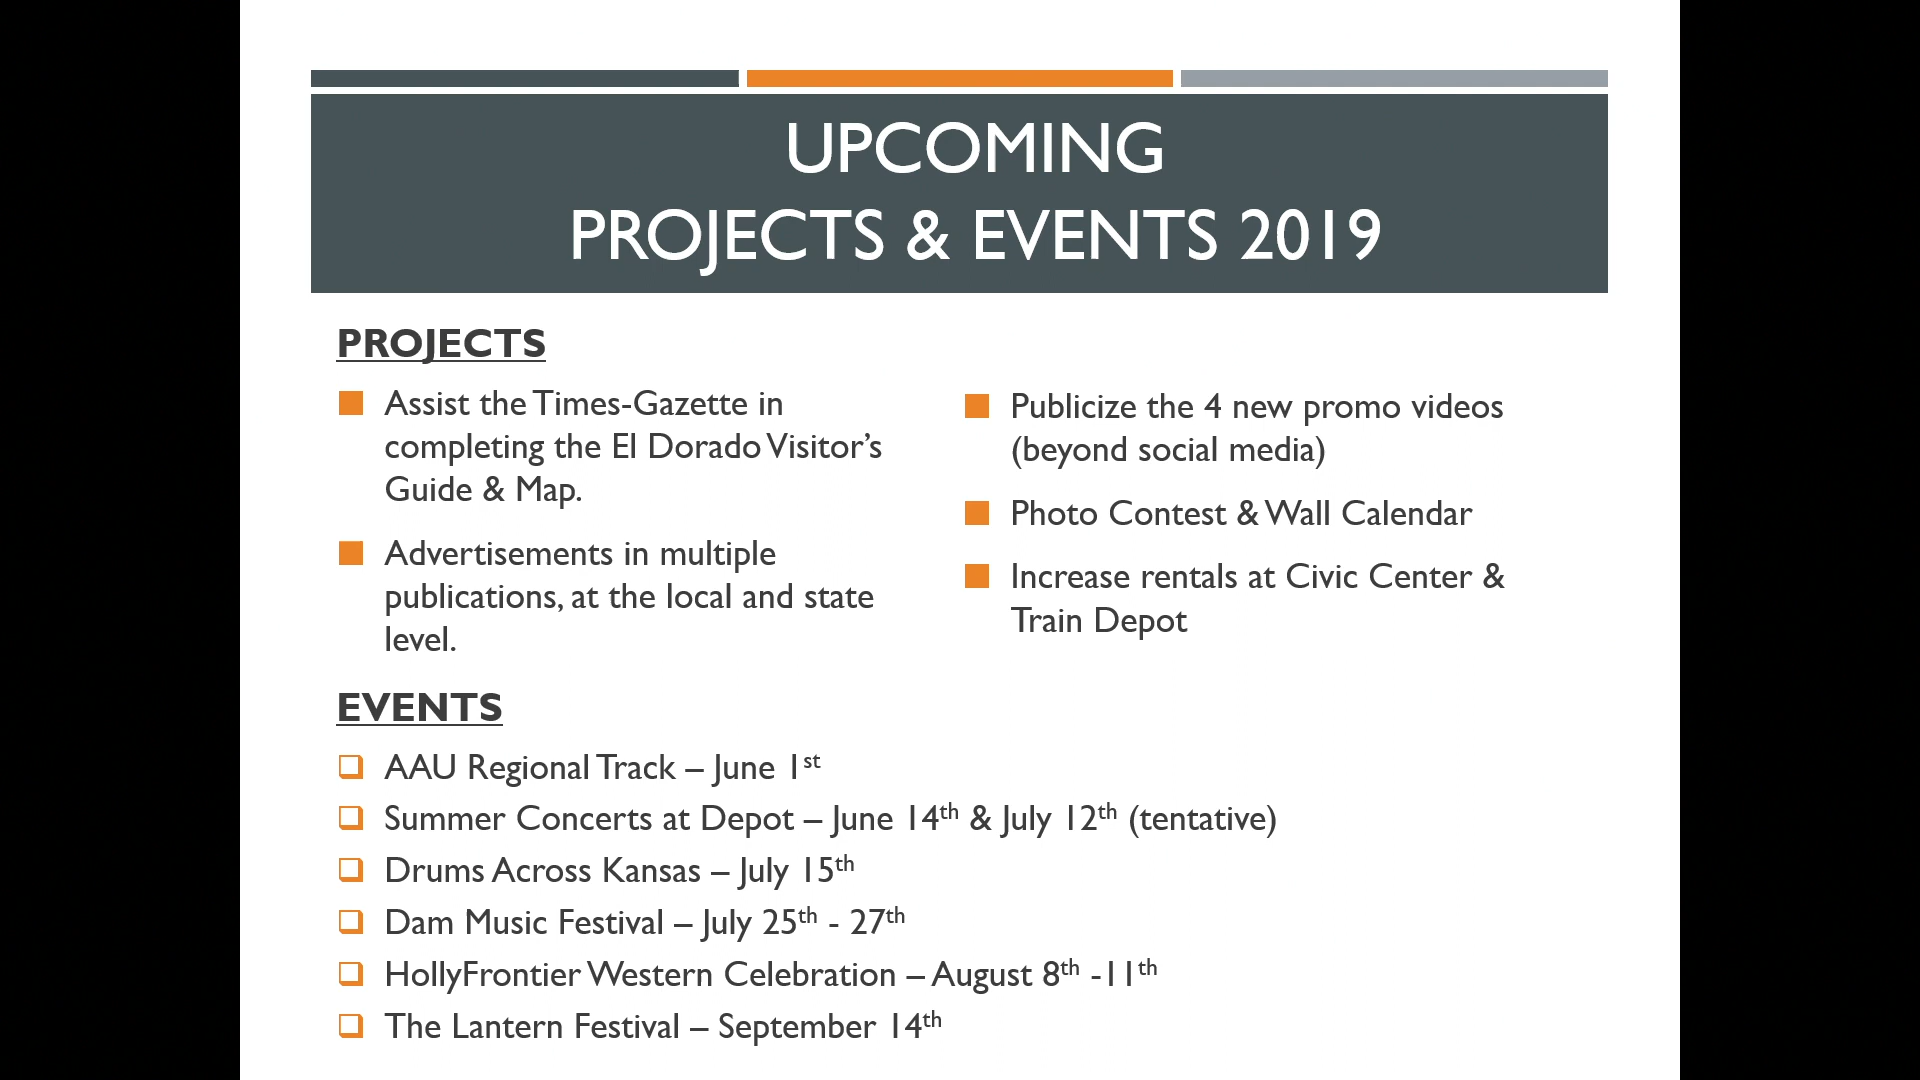 UPCOMING
PROJECTS & EVENTS 2019
PROJECTS
Assist the Times-Gazette in
completing the El Dorado Visitor’s
Guide & Map.
Advertisements in multiple
publications, at the local and state
level.
Publicize the 4 new promo videos
(beyond social media)
Photo Contest & Wall Calendar
Increase rentals at Civic Center &
Train Depot
EVENTS
AAU Regional Track – June 1st
Summer Concerts at Depot – June 14th & July 12th (tentative)
Drums Across Kansas – July 15th
Dam Music Festival – July 25th - 27th
HollyFrontier Western Celebration – August 8th -11th
The Lantern Festival – September 14th